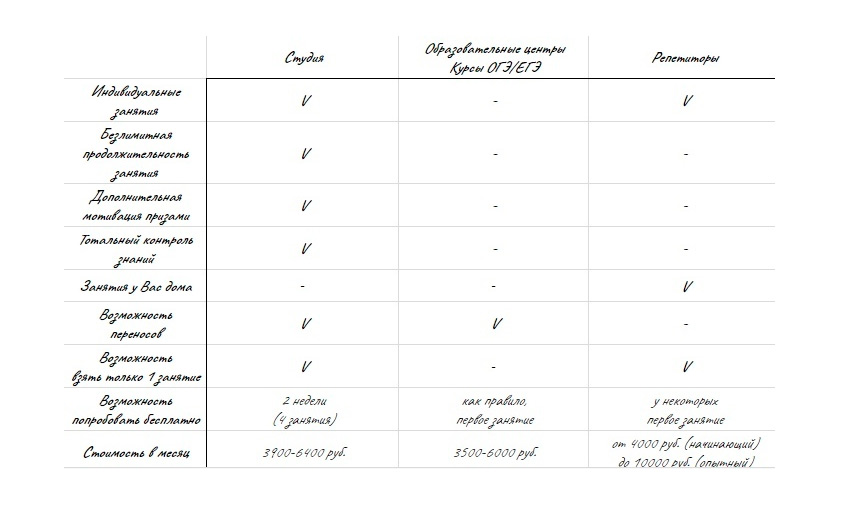 Студия
Образовательные центры
Курсы ОГЭ/ЕГЭ
Репетиторы
Индивидуальные
занятия
V
-
V
Безлимитная
продолжительность
занятия
V
-
-
Дополнительная
мотивация призами
V
-
-
Тотальный контроль
знаний
V
-
-
Занятия у Вас дома
-
-
V
Возможность
переносов
V
V
-
Возможность
взять только 1 занятие
V
-
V
Возможность
попробовать бесплатно
2 недели
(4 занятия)
как правило,
первое занятие
у некоторых
первое занятие
Стоимость в месяц
3900-6400 руб.
3500-6000 руб.
от 4000 руб. (начинающий)
до 10000 руб. (опытный)